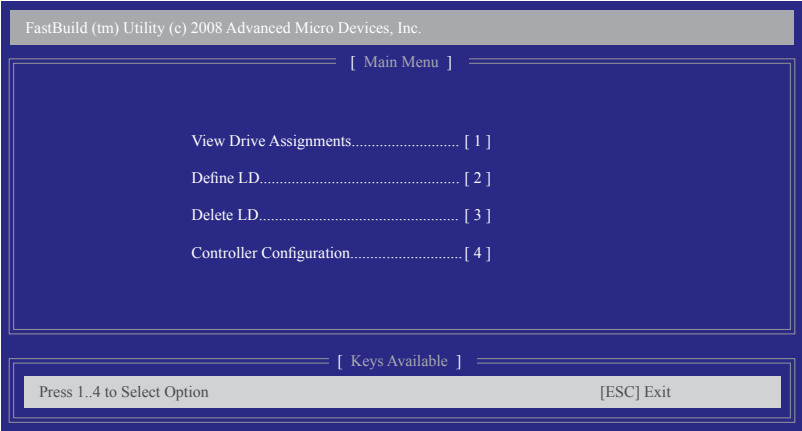 FastBuild (tm) Utility (c) 2008 Advanced Micro Devices, Inc.
[ Main Menu ]
View Drive Assignments........................... [ 1 ]
Define LD.................................................. [ 2 ]
Delete LD.................................................. [ 3 ]
Controller Configuration............................ [ 4 ]
[ Keys Available ]
Press 1..4 to Select Option [ESC] Exit